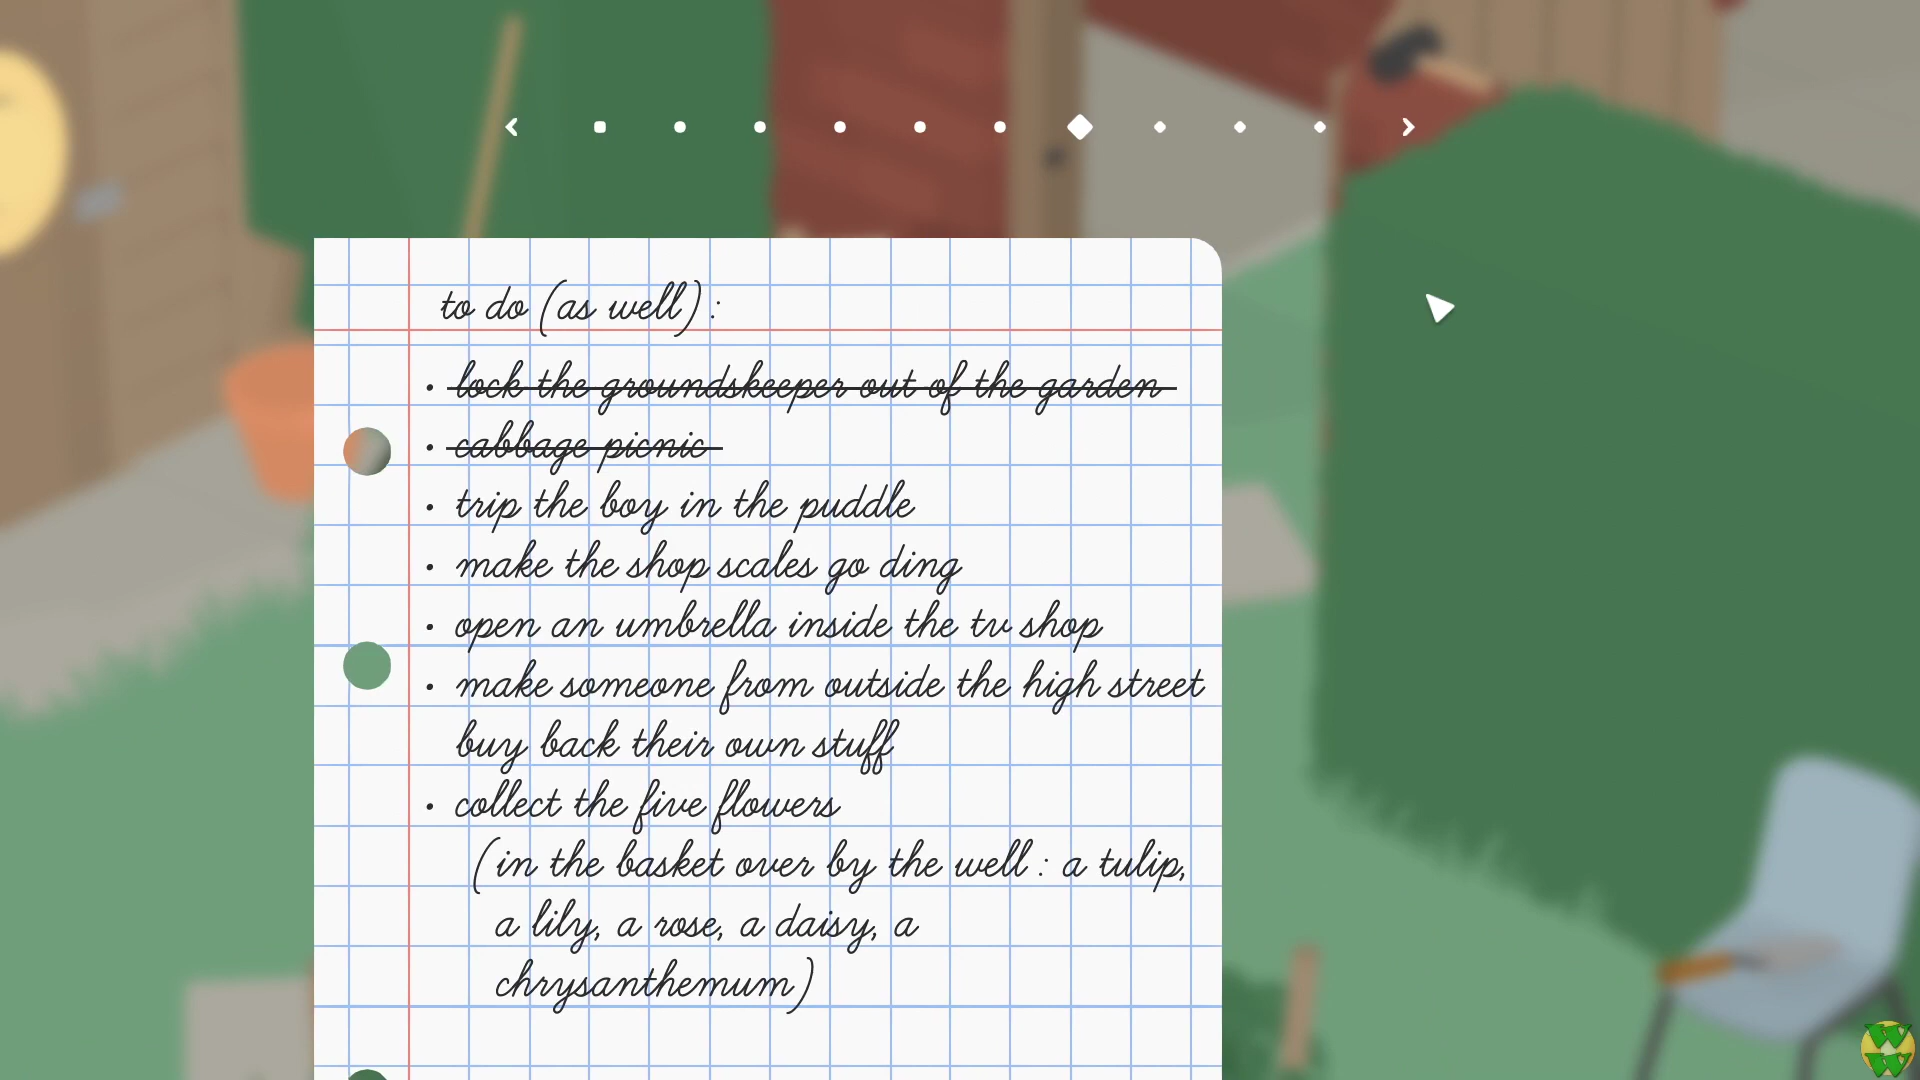 to do (as well) :
• lock the groundskeeper out of the garden
• cabbage picnic
• trip the boy in the puddle
• make the shop scales go ding
• open an umbrella inside the tv shop
• make someone from outside the high street
buy back their own stuff
• collect the five flowers
(in the basket over by the well : a tulip,
a lily, a rose, a daisy, a
chrysanthemum)
W W
W W